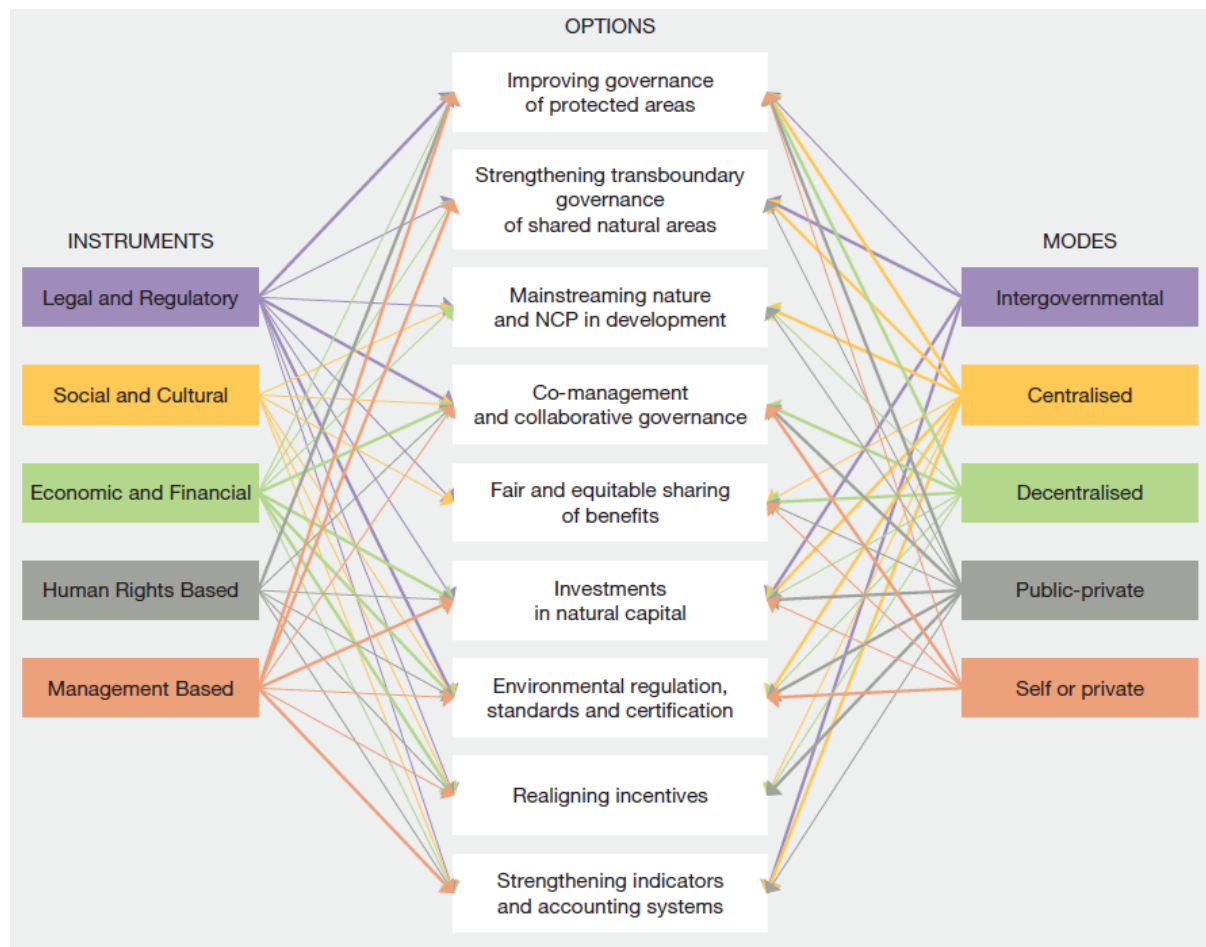 OPTIONS
Improving governance
of protected areas
Strengthening transboundary
governance
of shared natural areas
INSTRUMENTS
MODES
Legal and Regulatory
Mainstreaming nature
and NCP in development
Intergovernmental
Social and Cultural
Co-management
and collaborative governance
Centralised
Economic and Financial
Fair and equitable sharing
of benefits
Decentralised
Human Rights Based
Investments
in natural capital
Public-private
Management Based
Environmental regulation,
standards and certification
Self or private
Realigning incentives
Strengthening indicators
and accounting systems